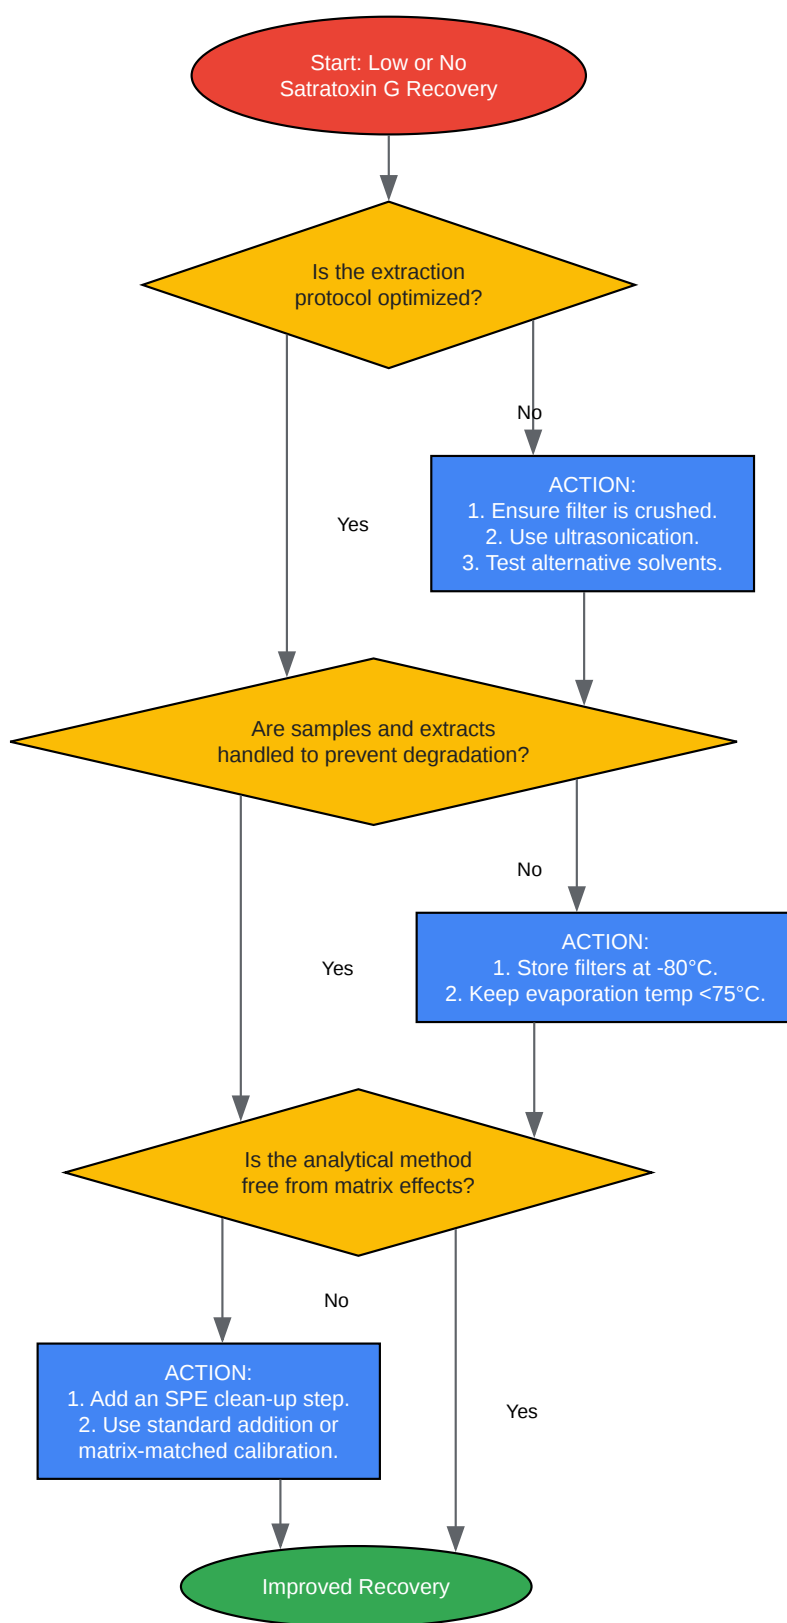 Start: Low or No
Satratoxin G Recovery
Is the extraction
protocol optimized?
No
ACTION:
1. Ensure filter is crushed.
2. Use ultrasonication.
3. Test alternative solvents.
Yes
Are samples and extracts
handled to prevent degradation?
No
ACTION:
1. Store filters at -80°C.
2. Keep evaporation temp <75°C.
Yes
Is the analytical method
free from matrix effects?
No
ACTION:
1. Add an SPE clean-up step.
2. Use standard addition or
matrix-matched calibration.
Yes
Improved Recovery